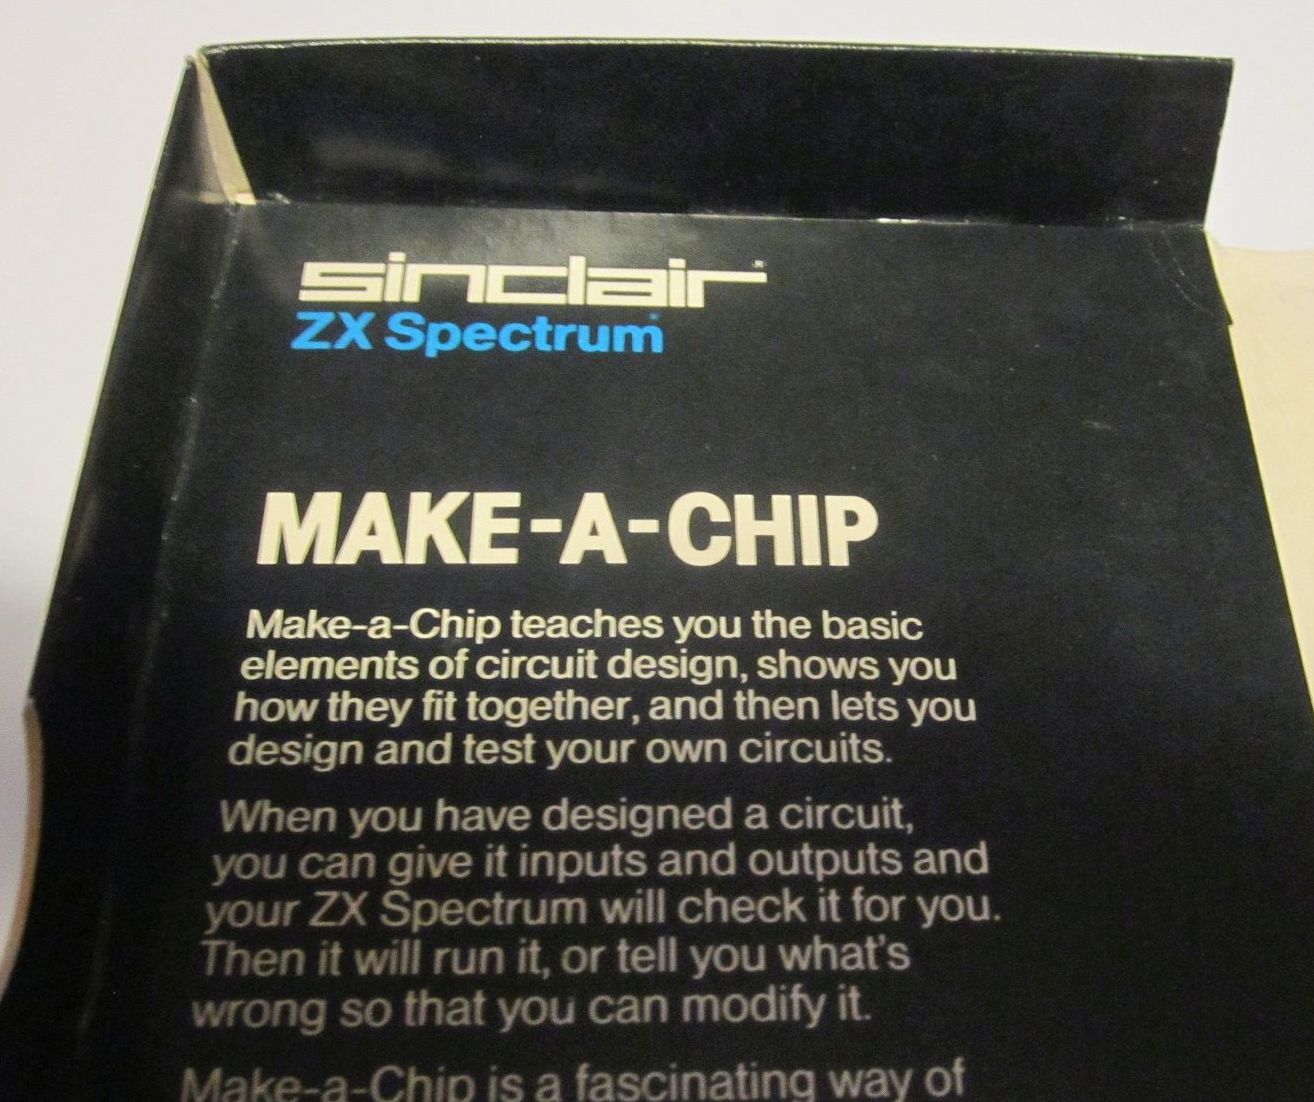 sinclair®
ZX Spectrum
MAKE-A-CHIP
Make-a-Chip teaches you the basic
elements of circuit design, shows you
how they fit together, and then lets you
design and test your own circuits.
When you have designed a circuit,
you can give it inputs and outputs and
your ZX Spectrum will check it for you.
Then it will run it, or tell you what's
wrong so that you can modify it.
Make-a-Chip is a fascinating way of